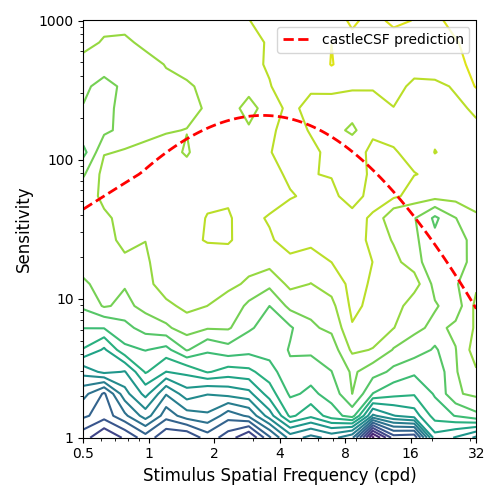 1000
castleCSF prediction
100
10
1
Sensitivity
0.5 1 2 4 8 16 32
Stimulus Spatial Frequency (cpd)